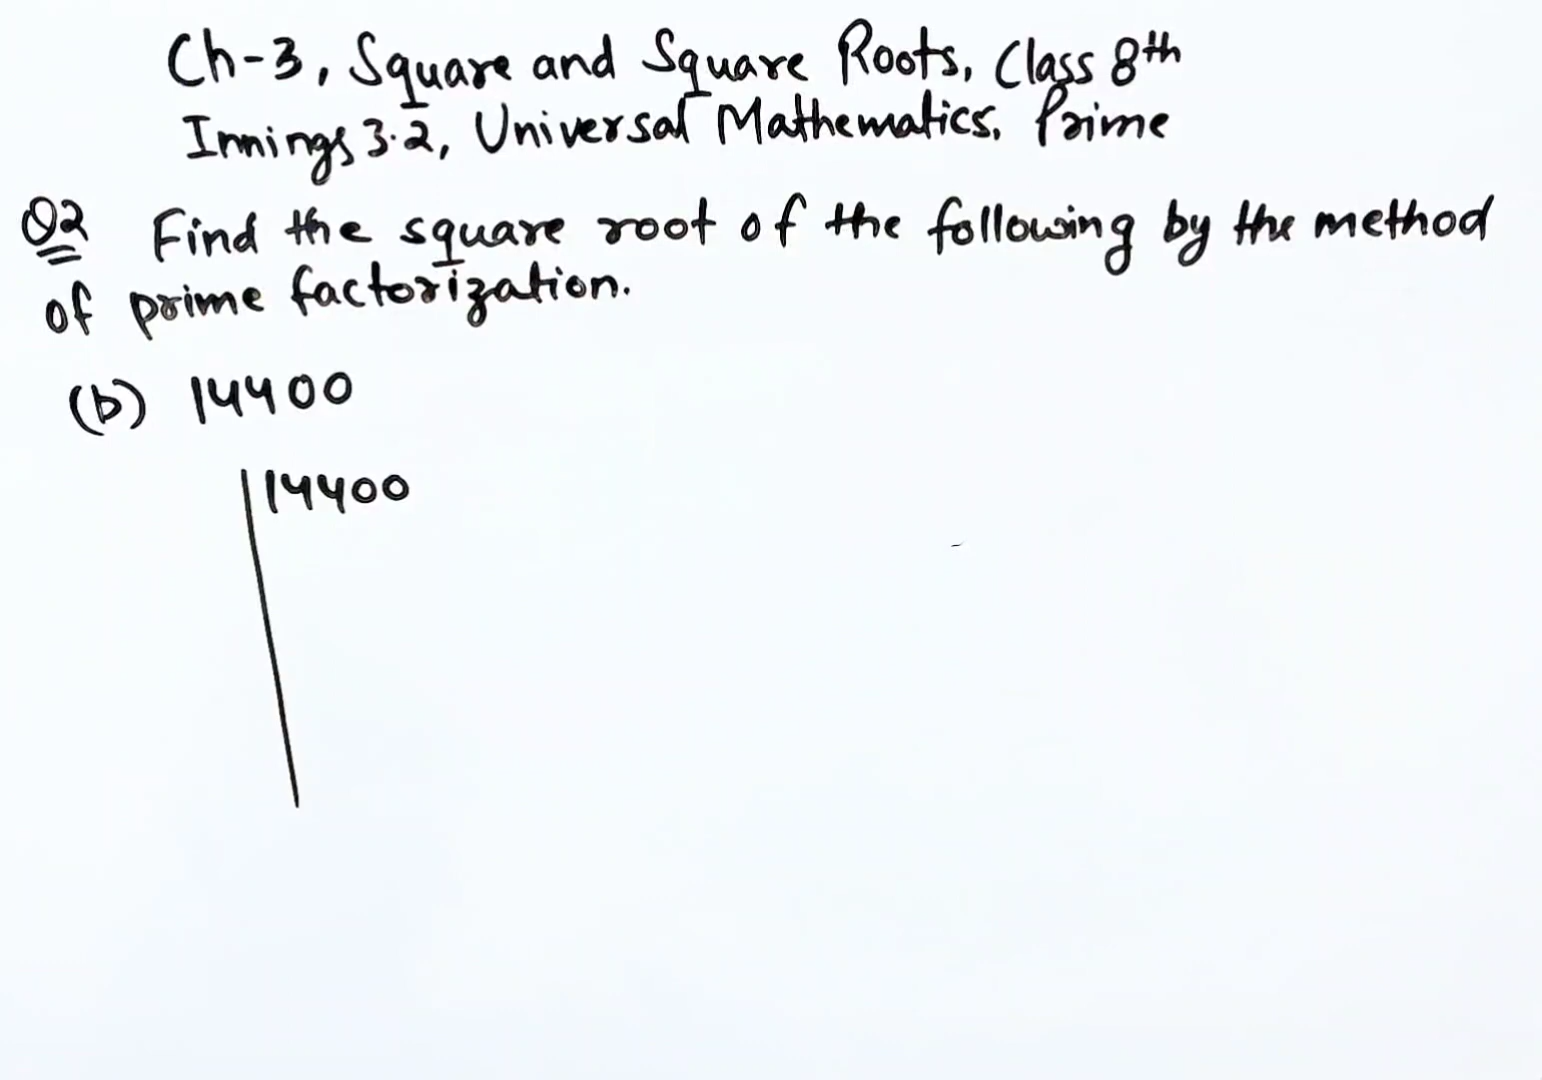 Ch-3, Square and Square Roots, Class 8th
Innings 3.2, Universal Mathematics, Prime
Q2 Find the square root of the following by the method
of prime factorization.
(b) 14400
14400